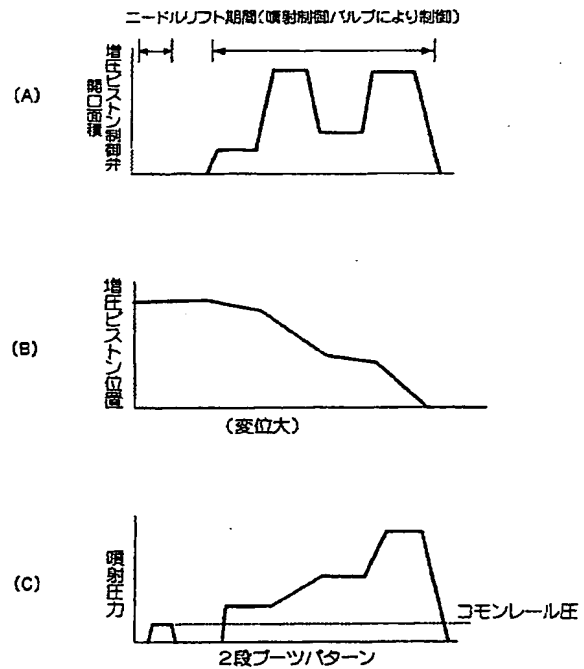 ニードルリフト期間(噴射制御バルブにより制御)
(A)
増圧ピストン制御弁
開口面積
(B)
増圧ピストン位置
(変位大)
(C)
噴射圧力
コモンレール圧
2段ブーツパターン